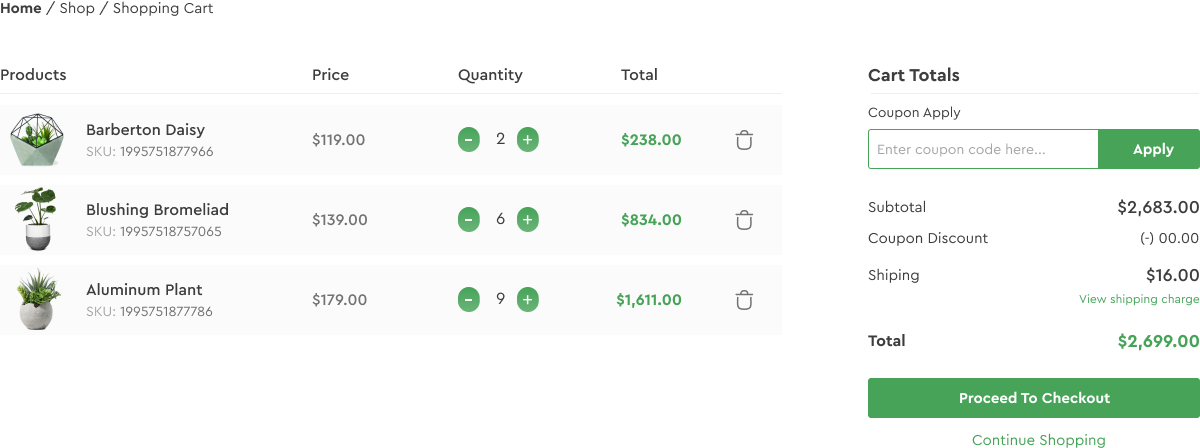 Home / Shop / Shopping Cart
Products Price Quantity Total
Barberton Daisy
SKU: 1995751877966
$119.00 - 2 + $238.00
Blushing Bromeliad
SKU: 19957518757065
$139.00 - 6 + $834.00
Aluminum Plant
SKU: 1995751877786
$179.00 - 9 + $1,611.00
Cart Totals
Coupon Apply
Enter coupon code here... Apply
Subtotal $2,683.00
Coupon Discount (-) 00.00
Shiping $16.00
View shipping charge
Total $2,699.00
Proceed To Checkout
Continue Shopping